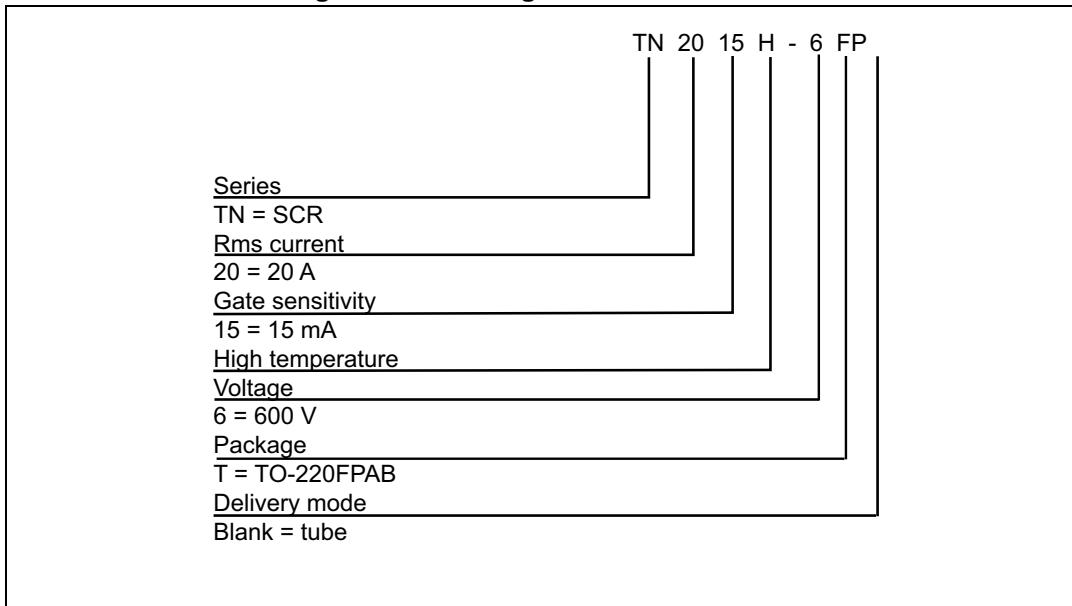 TN 20 15 H - 6 FP
Series
TN = SCR
Rms current
20 = 20 A
Gate sensitivity
15 = 15 mA
High temperature
Voltage
6 = 600 V
Package
T = TO-220FPAB
Delivery mode
Blank = tube